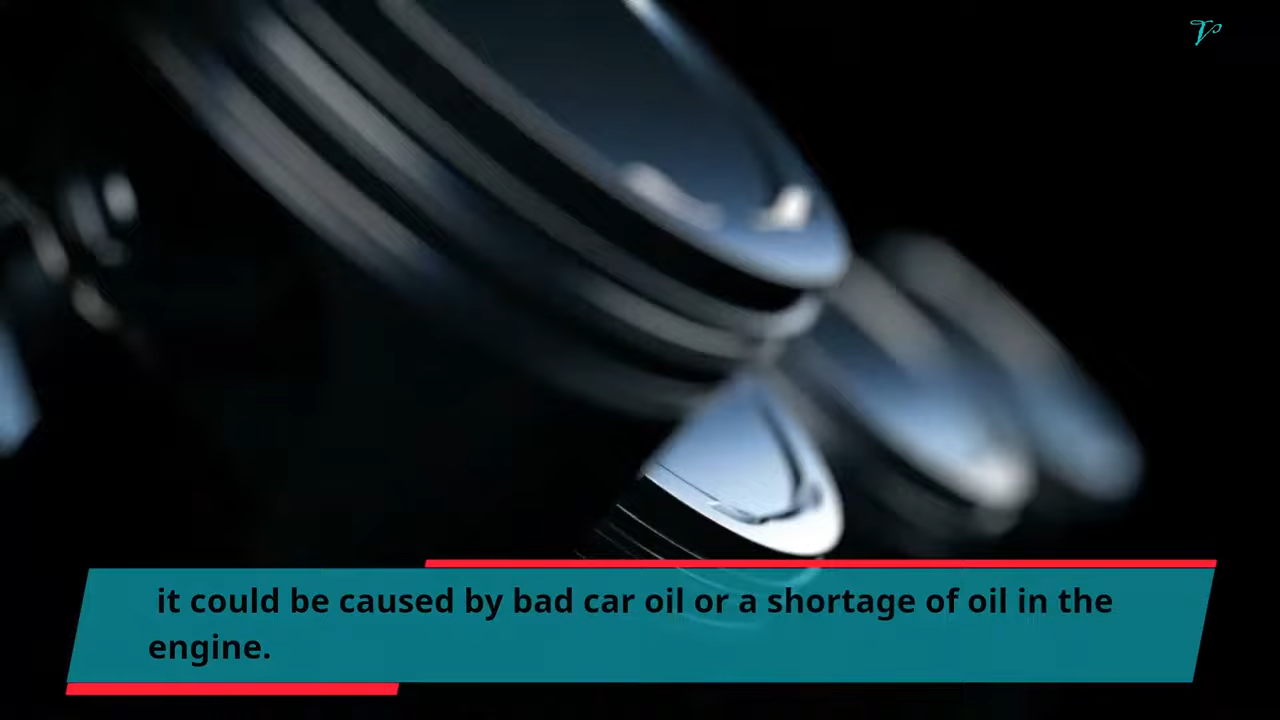 it could be caused by bad car oil or a shortage of oil in the
engine.